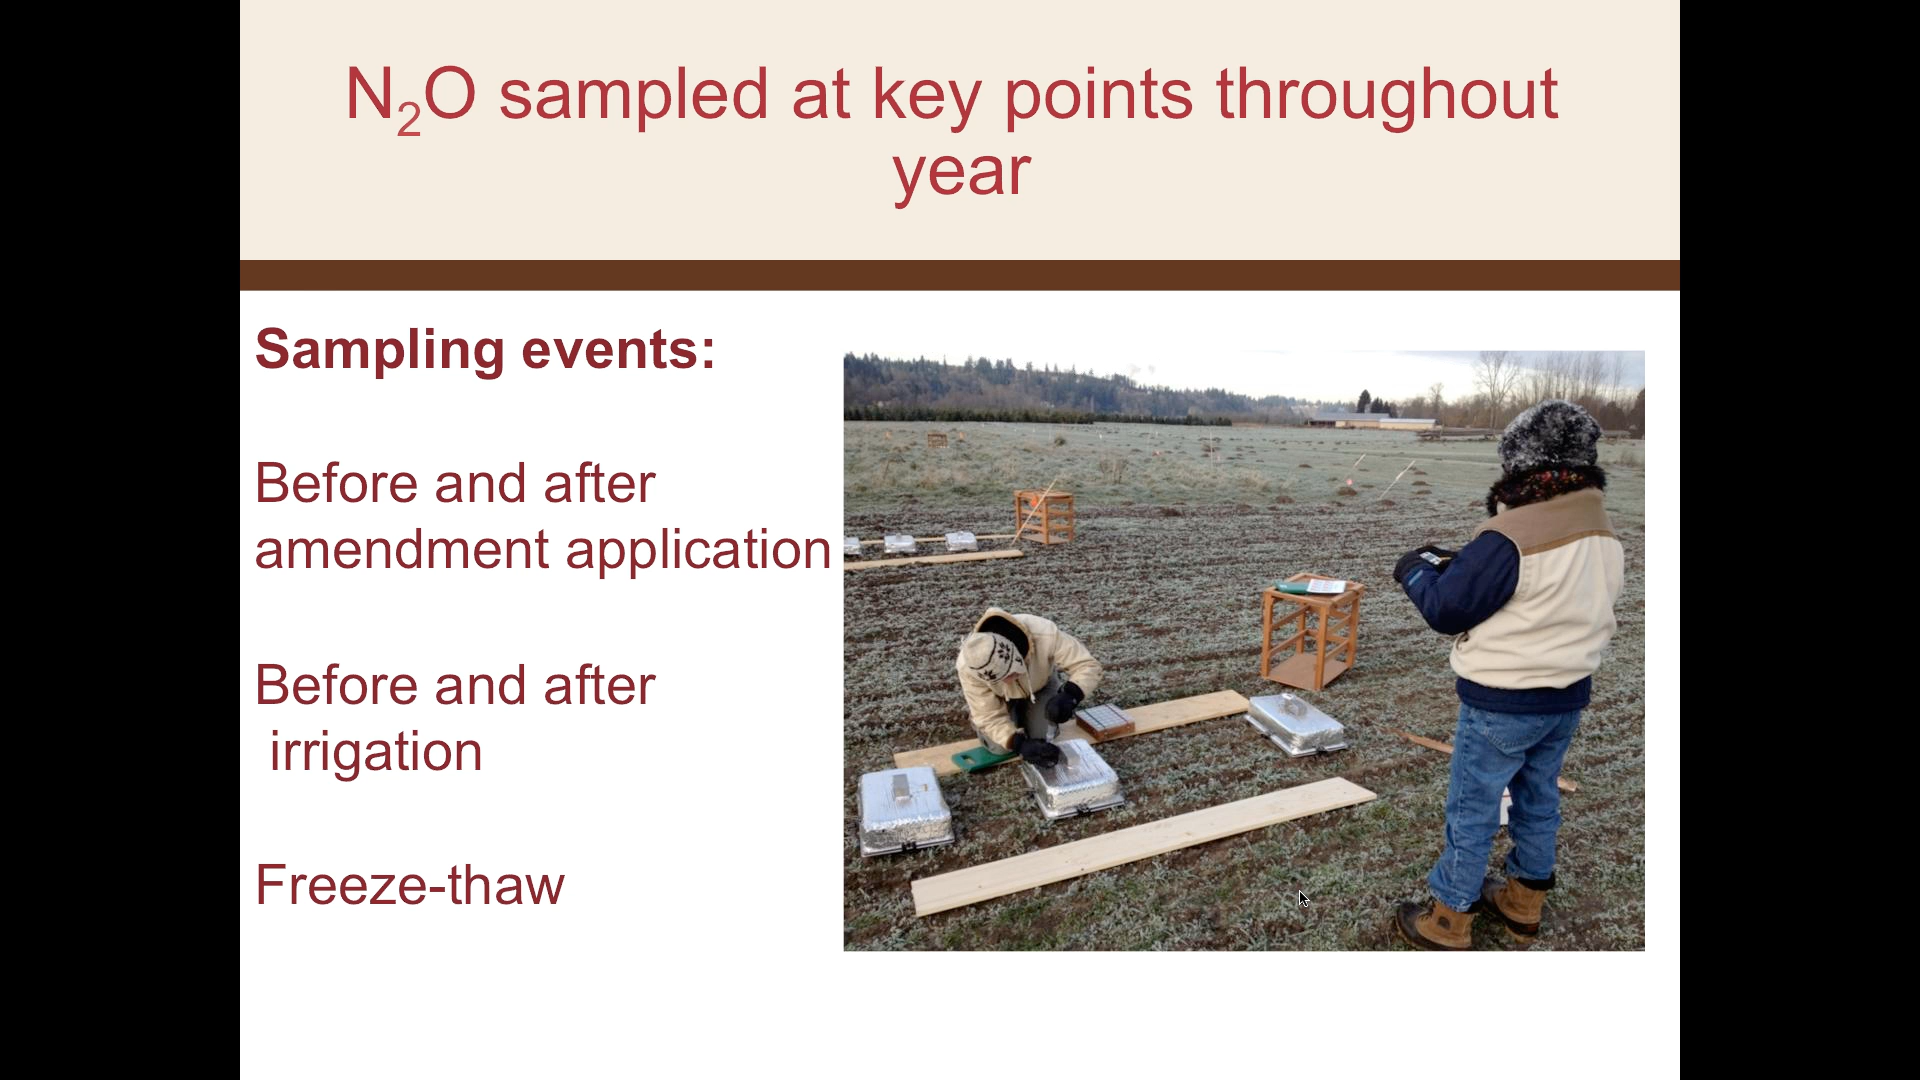 N₂O sampled at key points throughout
year
Sampling events:
Before and after
amendment application
Before and after
irrigation
Freeze-thaw